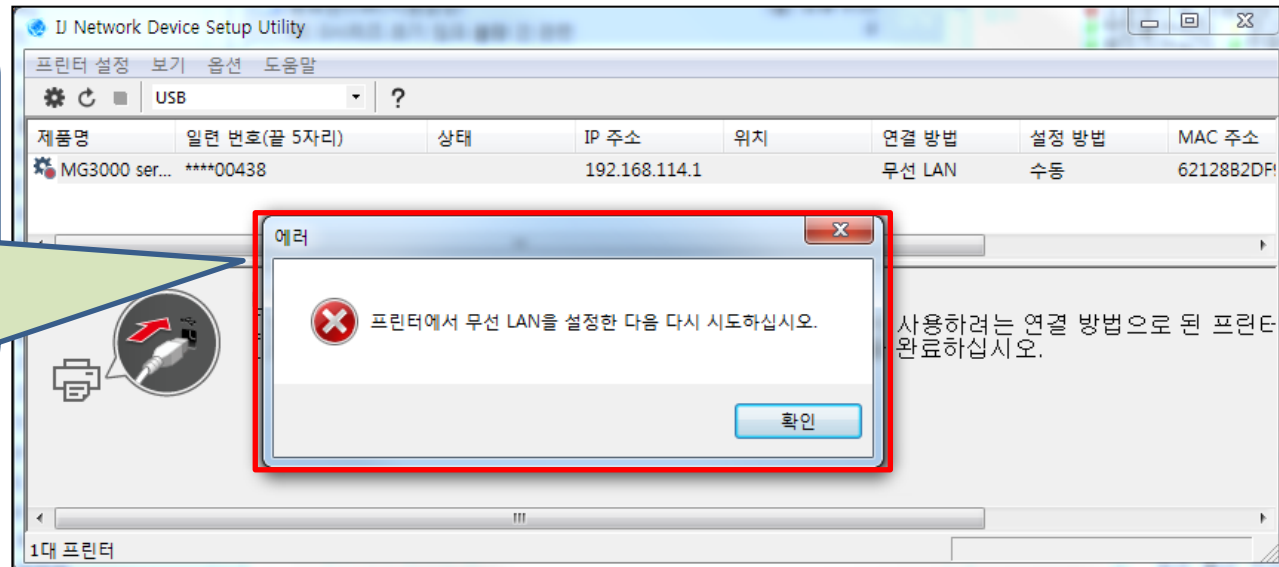 IJ Network Device Setup Utility
프린터 설정 보기 옵션 도움말
USB ?
제품명 일련 번호(끝 5자리) 상태 IP 주소 위치 연결 방법 설정 방법 MAC 주소
MG3000 ser... ****00438 192.168.114.1 무선 LAN 수동 62128B2DF
에러
프린터에서 무선 LAN을 설정한 다음 다시 시도하십시오.
사용하려는 연결 방법으로 된
완료하십시오.
확인
1대 프린터